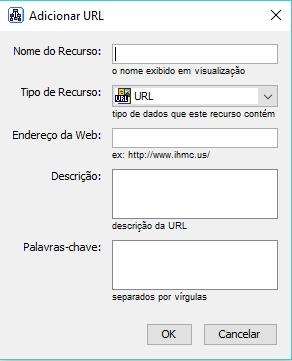 Adicionar URL
Nome do Recurso:
o nome exibido em visualização
Tipo de Recurso:
URL URL
tipo de dados que este recurso contém
Endereço da Web:
ex: http://www.ihmc.us/
Descrição:
descrição da URL
Palavras-chave:
separados por vírgulas
OK Cancelar